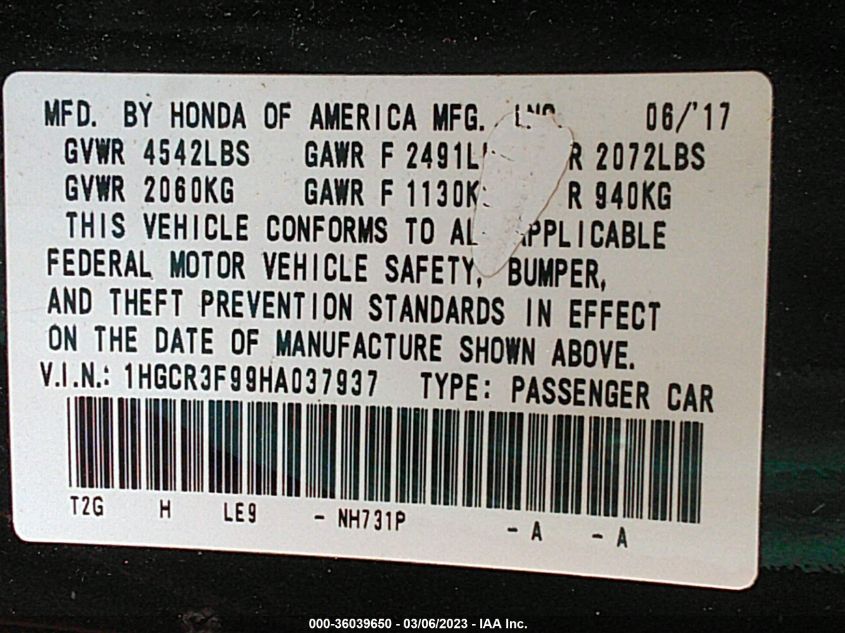 MFD. BY HONDA OF AMERICA MFG. INC. 06/'17
GVWR 4542LBS GAWR F 2491L R 2072LBS
GVWR 2060KG GAWR F 1130K R 940KG
THIS VEHICLE CONFORMS TO AL APPLICABLE
FEDERAL MOTOR VEHICLE SAFETY, BUMPER,
AND THEFT PREVENTION STANDARDS IN EFFECT
ON THE DATE OF MANUFACTURE SHOWN ABOVE.
V.I.N.: 1HGCR3F99HA037937 TYPE: PASSENGER CAR
T2G H LE9 - NH731P - A - A
000-36039650 - 03/06/2023 - IAA Inc.